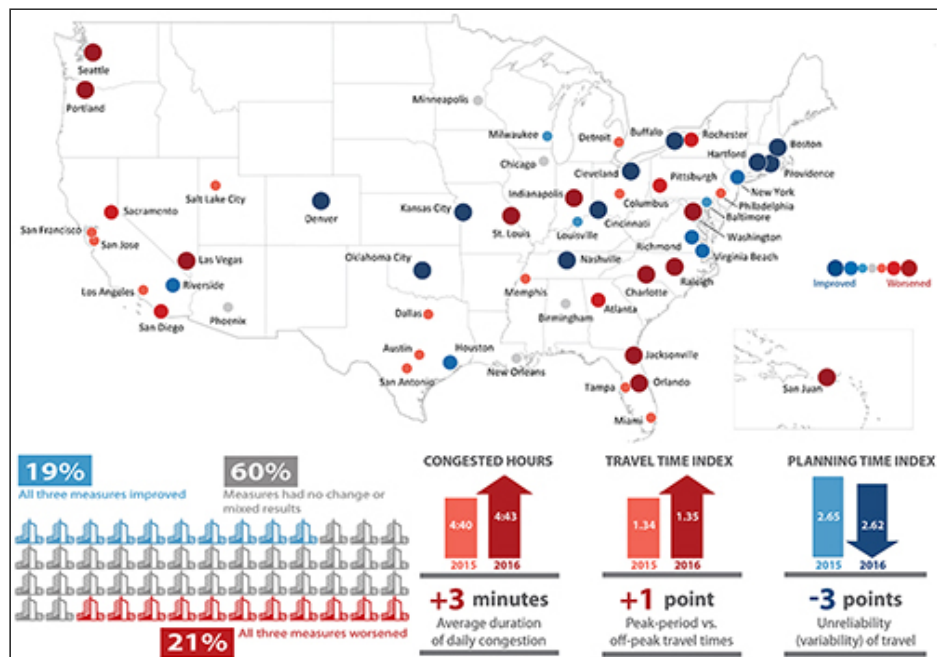 Seattle
Portland
Minneapolis
Milwaukee
Detroit
Buffalo
Rochester
Boston
Hartford
Chicago
Cleveland
Pittsburgh
Providence
New York
Salt Lake City
Indianapolis
Columbus
Philadelphia
Baltimore
Sacramento
Denver
Kansas City
St. Louis
Louisville
Cincinnati
Washington
San Francisco
San Jose
Richmond
Virginia Beach
Las Vegas
Oklahoma City
Nashville
Riverside
Raleigh
Los Angeles
Memphis
Charlotte
Improved
Worsened
San Diego
Phoenix
Dallas
Birmingham
Atlanta
Austin
Houston
New Orleans
Jacksonville
San Antonio
Tampa
Orlando
San Juan
Miami
19%
All three measures improved
60%
Measures had no change or
mixed results
21%
All three measures worsened
CONGESTED HOURS
4:40
4:43
2015
2016
+3 minutes
Average duration
of daily congestion
TRAVEL TIME INDEX
1.34
1.35
2015
2016
+1 point
Peak-period vs.
off-peak travel times
PLANNING TIME INDEX
2.65
2.62
2015
2016
-3 points
Unreliability
(variability) of travel